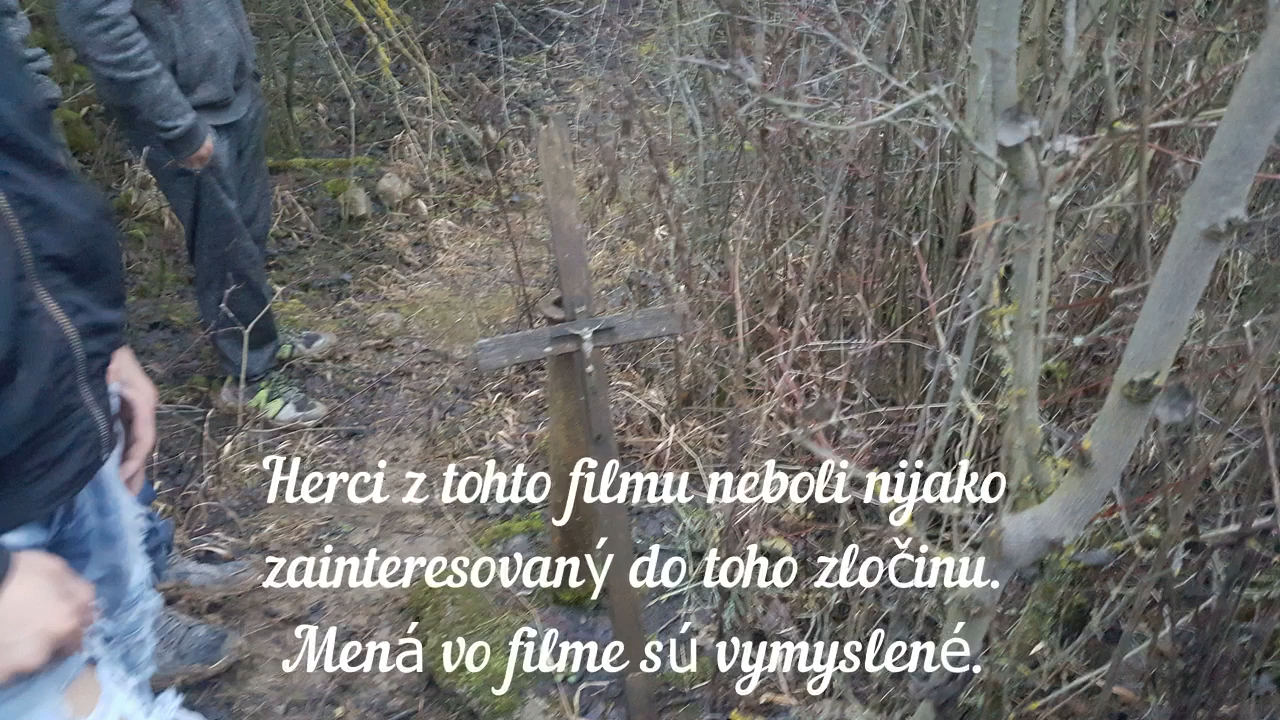 Herci z tohto filmu neboli nijako
zainteresovaný do toho zločinu.
Mená vo filme sú vymyslené.